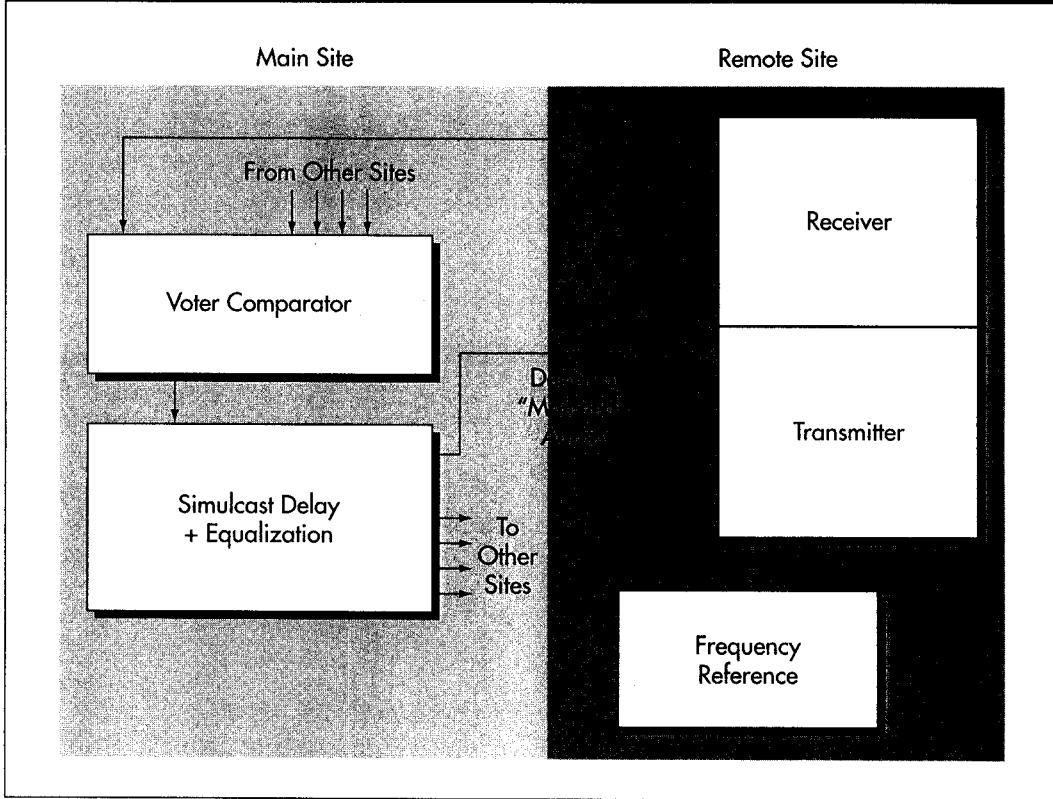 Main Site
Remote Site
From Other Sites
Receiver
Voter Comparator
Transmitter
Simulcast Delay
+ Equalization
To
Other
Sites
Frequency
Reference